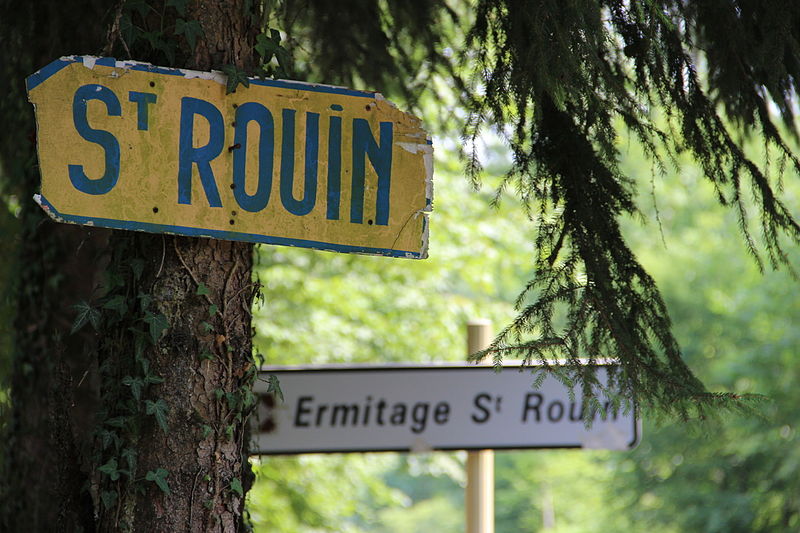 Sᵀ ROUiN
Ermitage Sᵗ Rouin